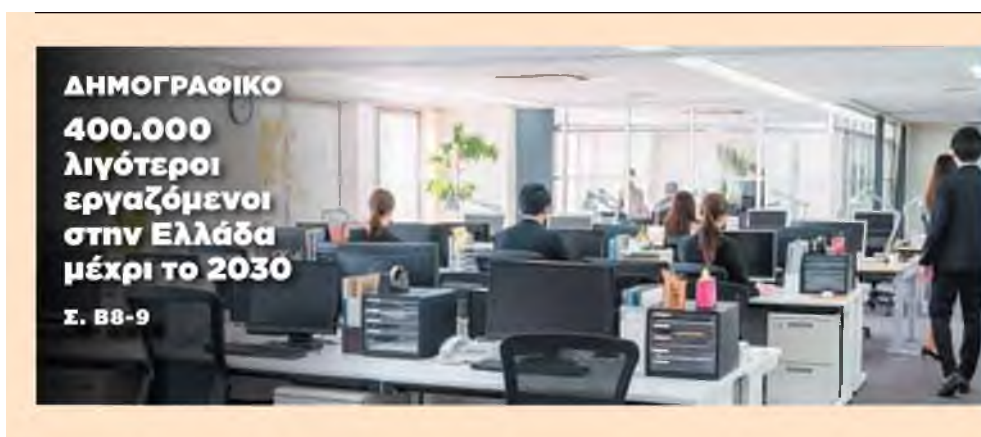 ΔΗΜΟΓΡΑΦΙΚΟ
400.000
λιγότεροι
εργαζόμενοι
στην Ελλάδα
μέχρι το 2030
Σ. Β8-9